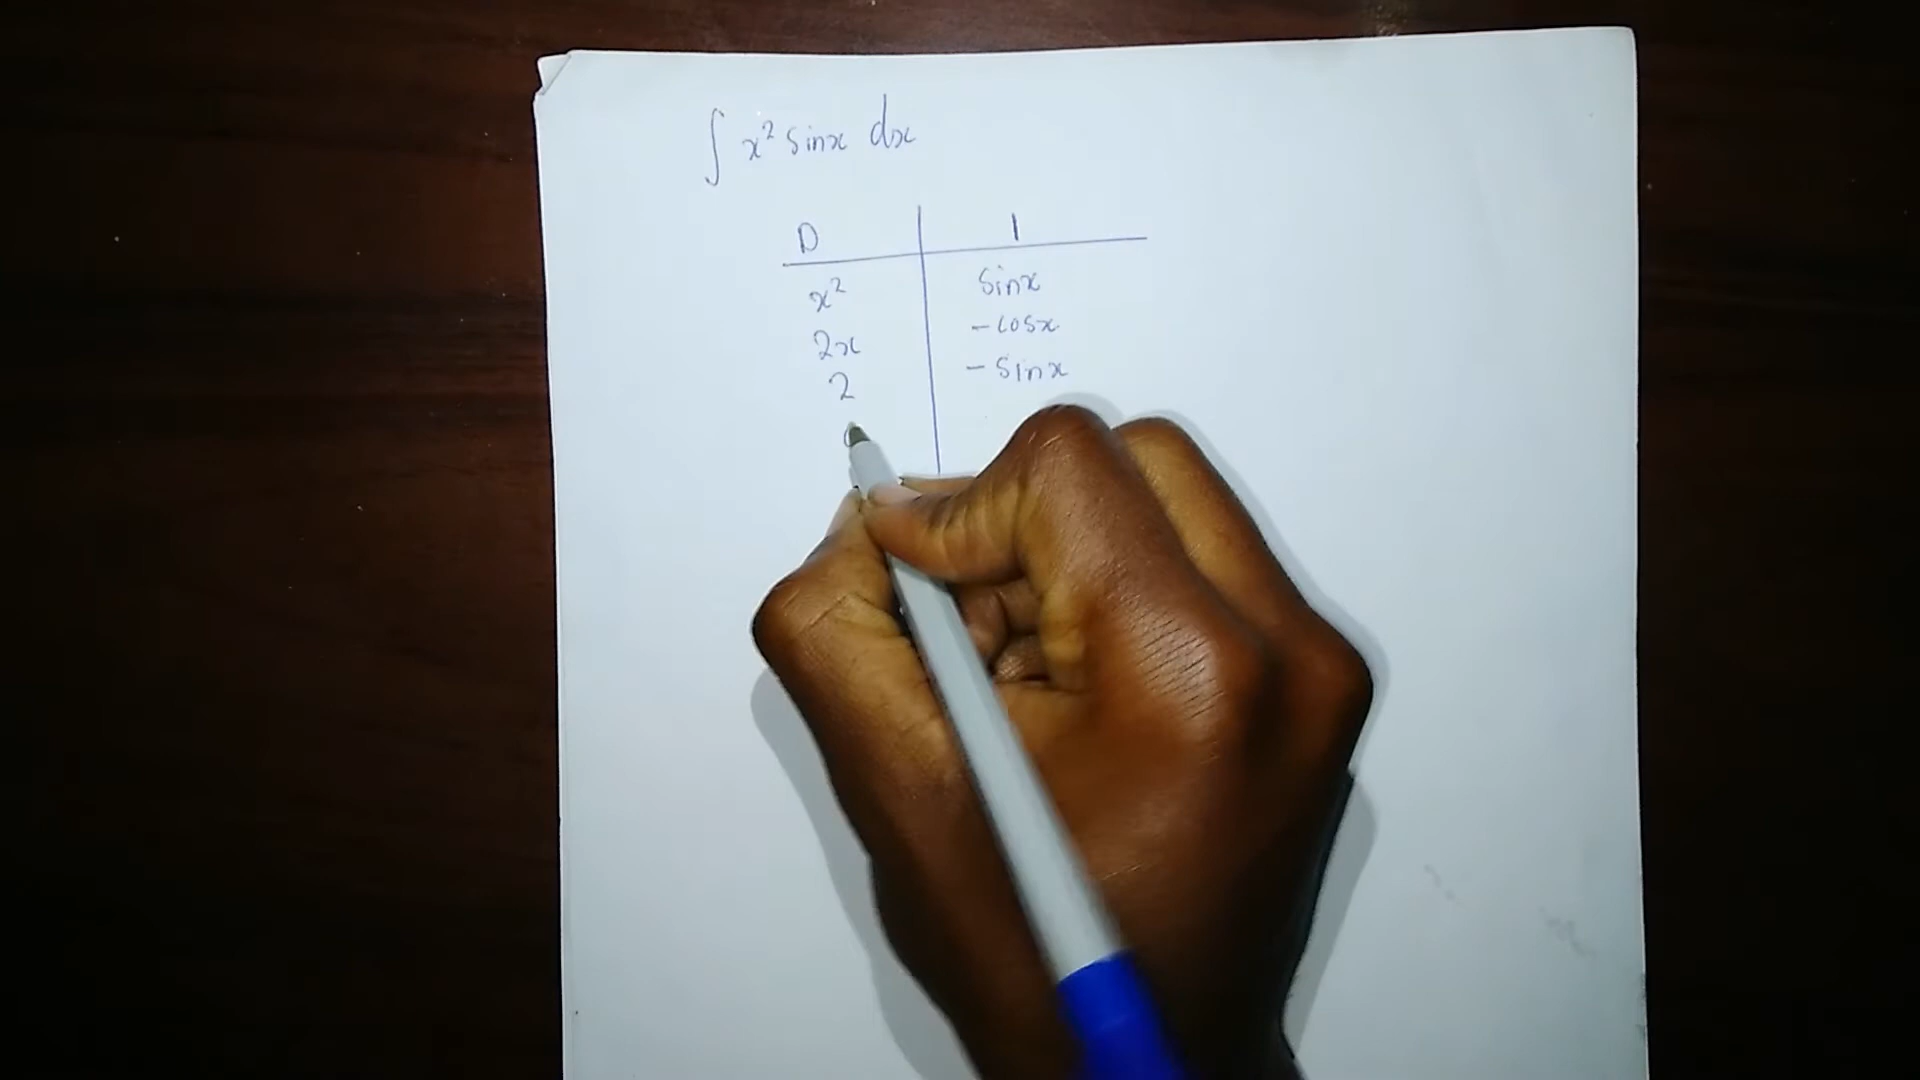 ∫ x² sinx dx
D | I
x² | sinx
2x | -cosx
2 | -sinx